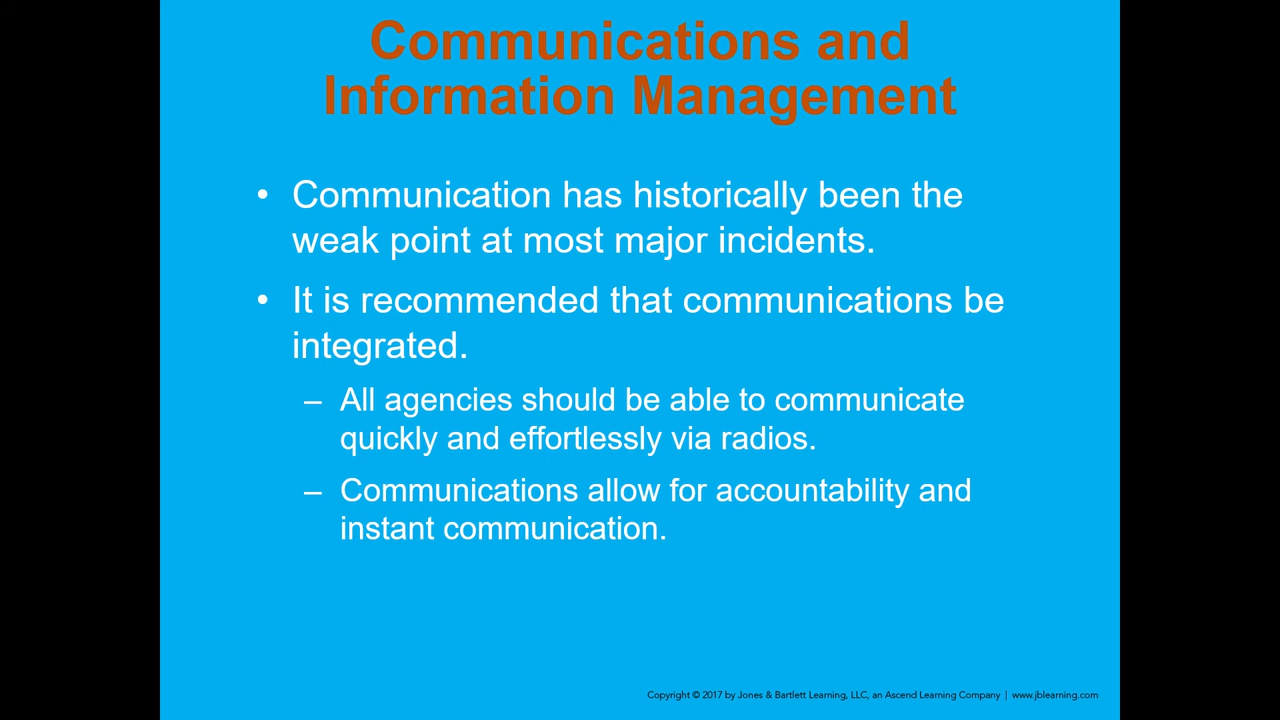 Communications and
Information Management
• Communication has historically been the
weak point at most major incidents.
• It is recommended that communications be
integrated.
– All agencies should be able to communicate
quickly and effortlessly via radios.
– Communications allow for accountability and
instant communication.
Copyright © 2017 by Jones & Bartlett Learning, LLC, an Ascend Learning Company | www.jblearning.com